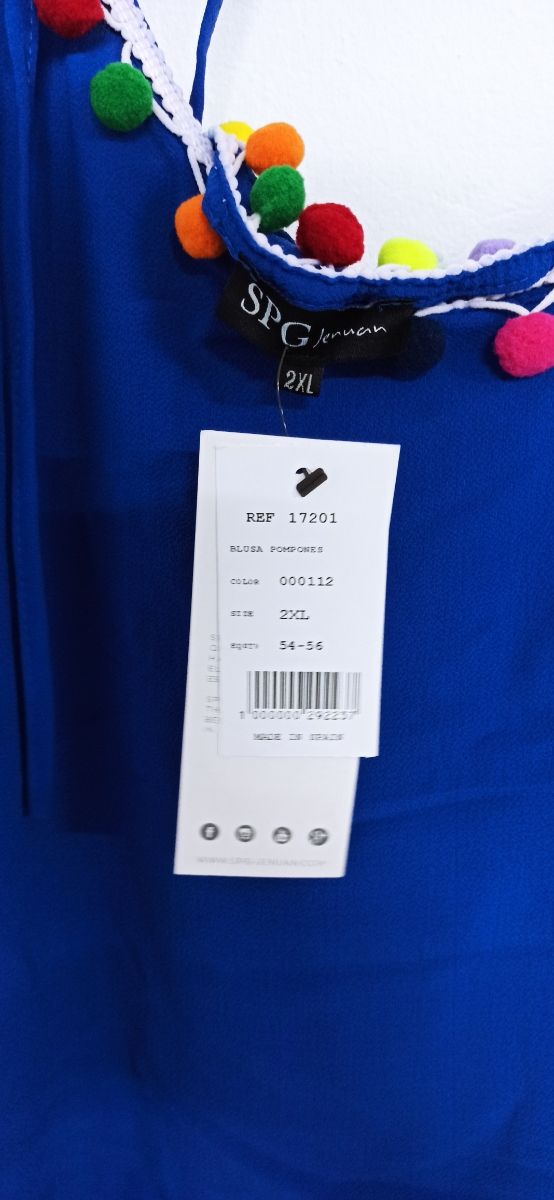 SPG Jenuan
2XL
REF 17201
BLUSA POMPONES
COLOR 000112
SIZE 2XL
EQUIV 54-56
1 000000 292237
MADE IN SPAIN
WWW.SPG-JENUAN.COM